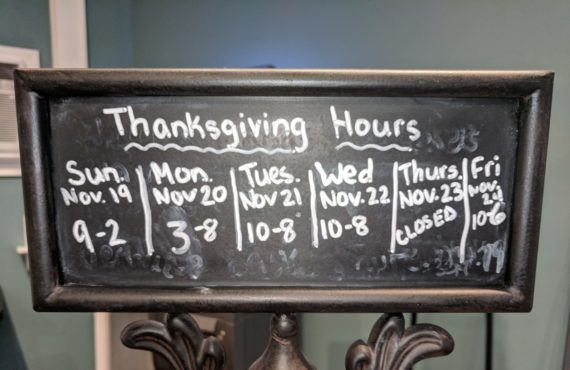 Thanksgiving Hours
Sun. Mon. Tues. Wed Thurs. Fri
Nov. 19 Nov 20 Nov 21 Nov. 22 Nov. 23 Nov. 24
9-2 3-8 10-8 10-8 CLOSED 10-6